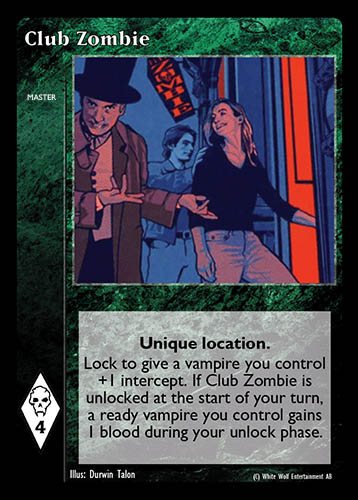 Club Zombie
MASTER
ZOMBIE
Unique location.
Lock to give a vampire you control
+1 intercept. If Club Zombie is
unlocked at the start of your turn,
a ready vampire you control gains
1 blood during your unlock phase.
4
Illus: Durwin Talon
(C) White Wolf Entertainment AB